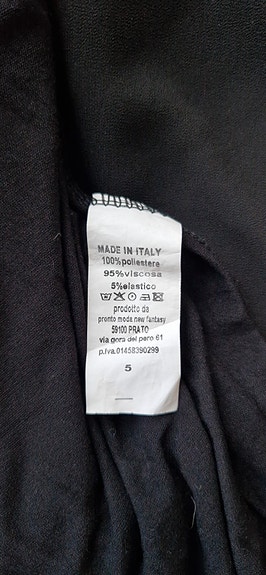 MADE IN ITALY
100%poliestere
95%viscosa
5%elastico
prodotto da
pronto moda new fantasy
59100 PRATO
via gora del pero 61
p.iva.01458390299
5